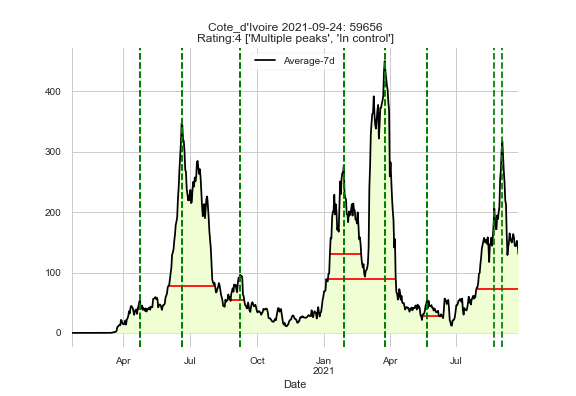 Cote_d'Ivoire 2021-09-24: 59656
Rating:4 ['Multiple peaks', 'In control']
Average-7d
400
300
200
100
0
Apr
Jul
Oct
Jan
2021
Apr
Jul
Date